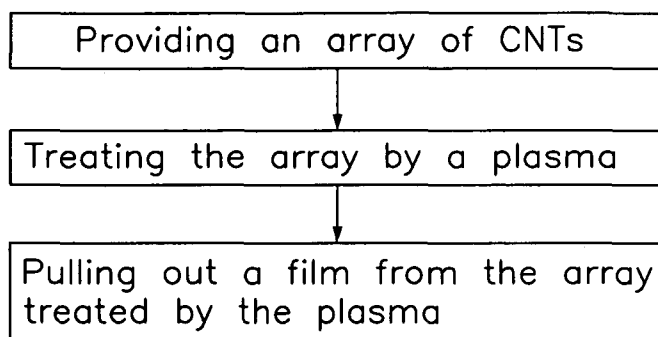 Providing an array of CNTs
Treating the array by a plasma
Pulling out a film from the array
treated by the plasma